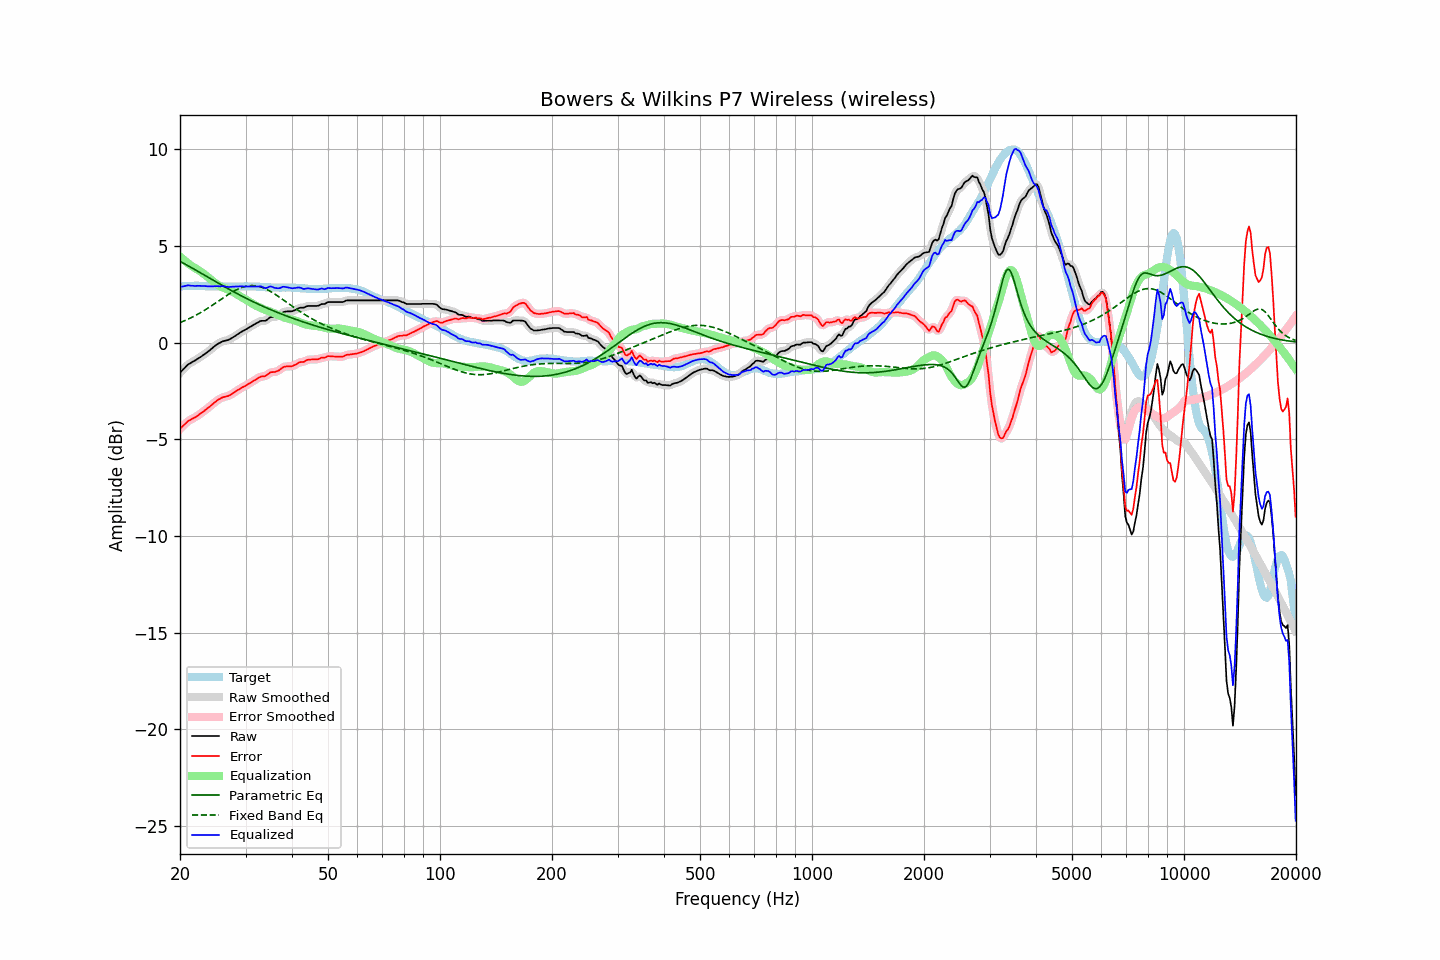 Bowers & Wilkins P7 Wireless (wireless)
Amplitude (dBr)
10
5
0
−5
−10
−15
−20
−25
Target
Raw Smoothed
Error Smoothed
Raw
Error
Equalization
Parametric Eq
Fixed Band Eq
Equalized
20 50 100 200 500 1000 2000 5000 10000 20000
Frequency (Hz)